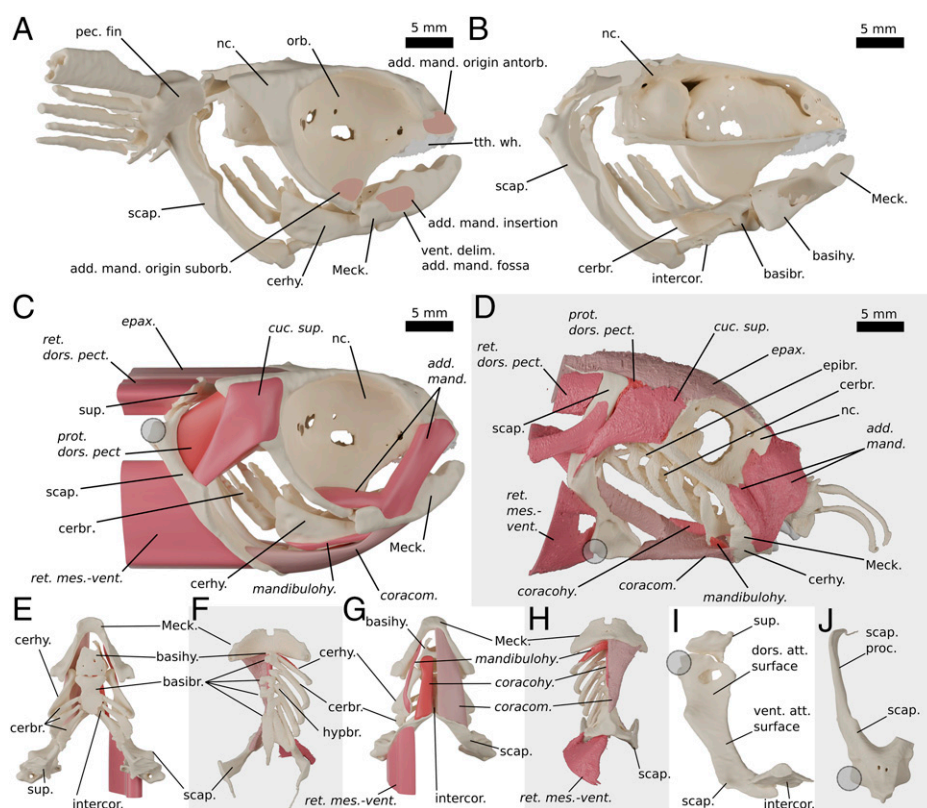 A
pec. fin
nc.
orb.
5 mm
add. mand. origin antorb.
tth. wh.
scap.
add. mand. insertion
add. mand. origin suborb.
cerhy.
Meck.
vent. delim.
add. mand. fossa
B
nc.
5 mm
scap.
Meck.
cerbr.
intercor.
basibr.
basihy.
C
epax.
ret.
dors. pect.
cuc. sup.
nc.
5 mm
add.
mand.
sup.
prot.
dors. pect
scap.
cerbr.
ret. mes.-vent.
cerhy.
mandibulohy.
coracom.
Meck.
D
prot.
dors. pect.
cuc. sup.
ret.
dors. pect.
epax.
5 mm
epibr.
cerbr.
nc.
scap.
add.
mand.
ret.
mes.-
vent.
coracohy.
coracom.
mandibulohy.
cerhy.
Meck.
E
cerhy.
Meck.
basihy.
basibr.
cerbr.
sup.
intercor.
scap.
F
cerhy.
hypbr.
scap.
G
basihy.
Meck.
mandibulohy.
coracohy.
coracom.
cerbr.
scap.
ret. mes.-vent.
intercor.
H
scap.
I
sup.
dors. att.
surface
vent. att.
surface
scap.
intercor.
J
scap.
proc.
scap.